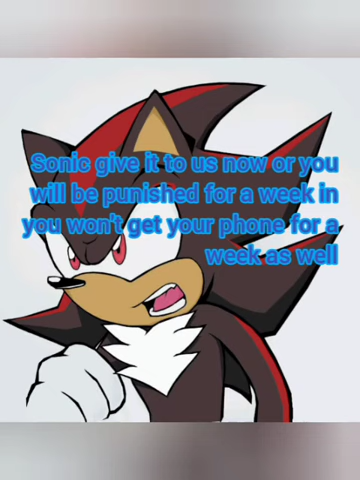 Sonic give it to us now or you
will be punished for a week in
you won't get your phone for a
week as well